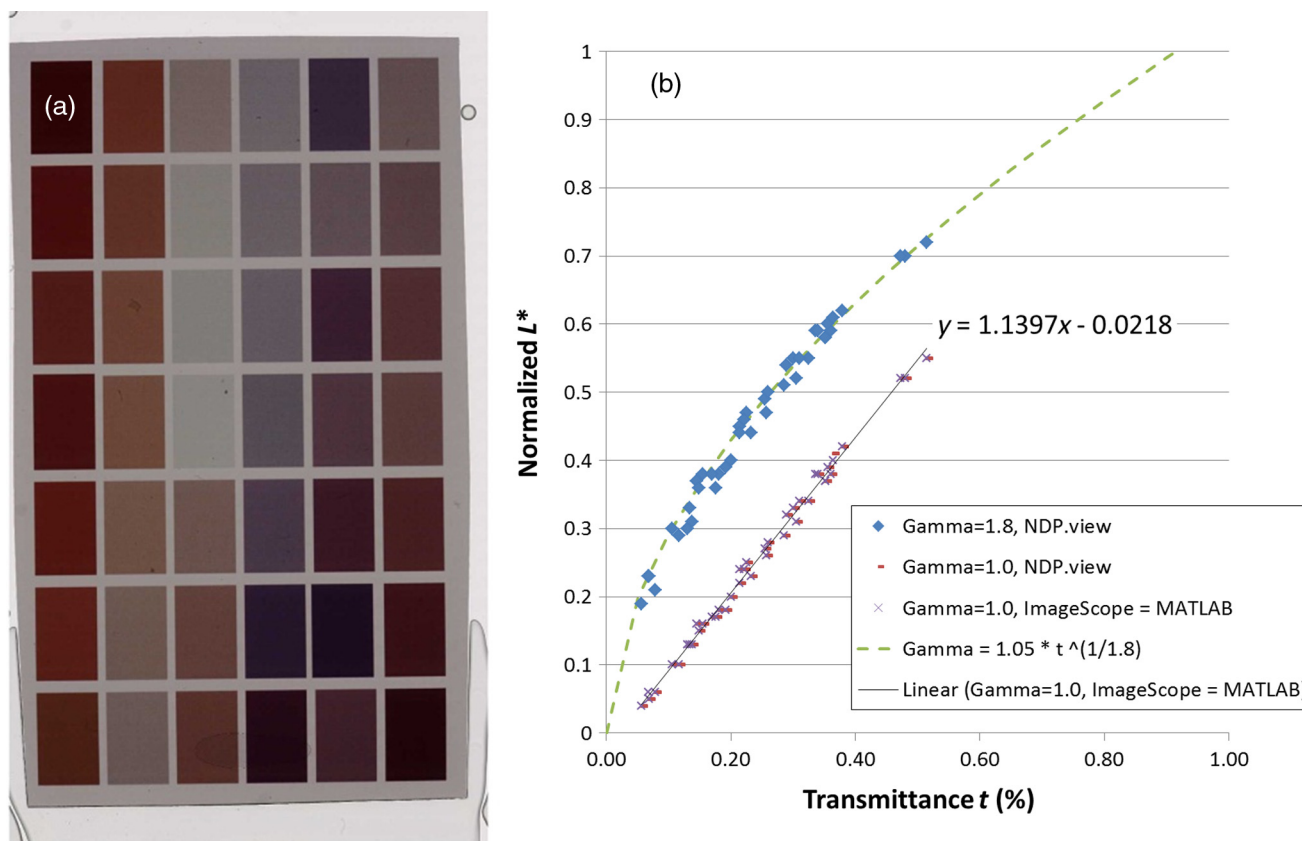 (a)
(b)
Normalized L*
1
0.9
0.8
0.7
0.6
0.5
0.4
0.3
0.2
0.1
0
0.00
0.20
0.40
0.60
0.80
1.00
Transmittance t (%)
y = 1.1397x - 0.0218
Gamma=1.8, NDP.view
Gamma=1.0, NDP.view
Gamma=1.0, ImageScope = MATLAB
Gamma = 1.05 * t ^(1/1.8)
Linear (Gamma=1.0, ImageScope = MATLAB)